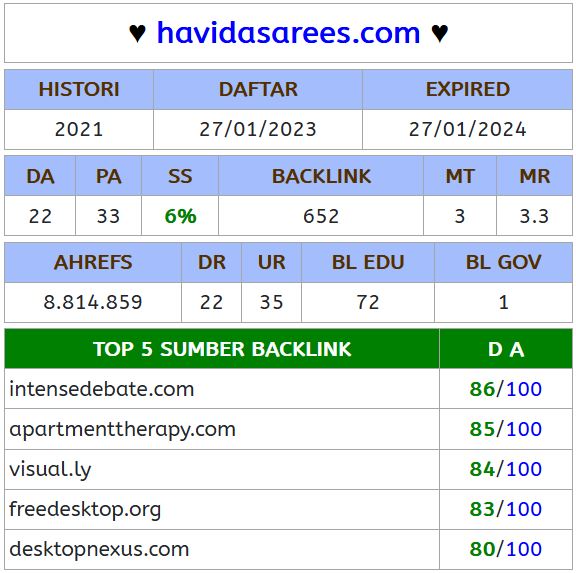 ♥ havidasarees.com ♥
HISTORI DAFTAR EXPIRED
2021 27/01/2023 27/01/2024
DA PA SS BACKLINK MT MR
22 33 6% 652 3 3.3
AHREFS DR UR BL EDU BL GOV
8.814.859 22 35 72 1
TOP 5 SUMBER BACKLINK D A
intensedebate.com 86/100
apartmenttherapy.com 85/100
visual.ly 84/100
freedesktop.org 83/100
desktopnexus.com 80/100